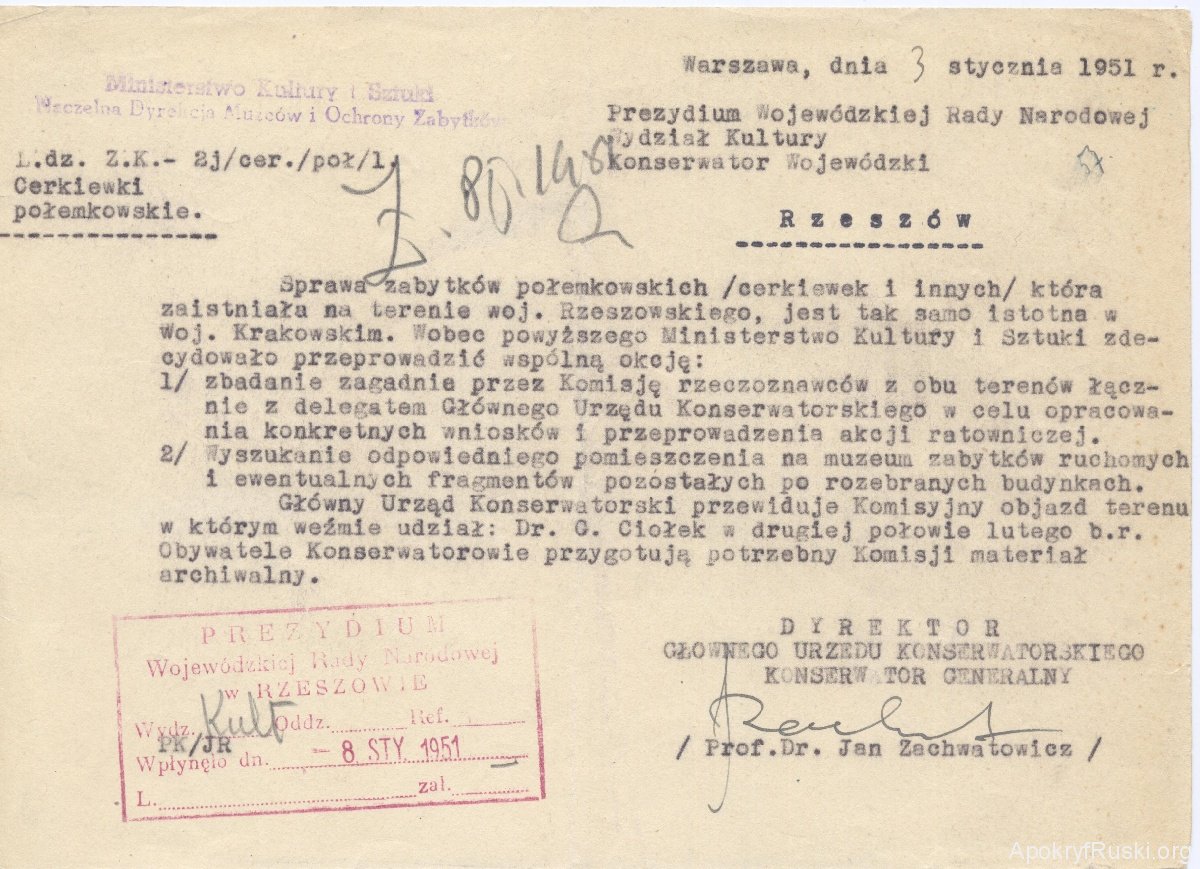 Warszawa, dnia 3 stycznia 1951 r.
Ministerstwo Kultury i Sztuki
Naczelna Dyrekcja Muzeów i Ochrony Zabytków
Prezydium Wojewódzkiej Rady Narodowej
Wydział Kultury
Konserwator Wojewódzki
57
L.dz. Z.K.- 2j/cer./poł/1
Cerkiewki
połemkowskie.
Rzeszów
Sprawa zabytków połemkowskich /cerkiewek i innych/ która
zaistniała na terenie woj. Rzeszowskiego, jest tak samo istotna w
woj. Krakowskim. Wobec powyższego Ministerstwo Kultury i Sztuki zde-
cydowało przeprowadzić wspólną okcję:
1/ zbadanie zagadnie przez Komisję rzeczoznawców z obu terenów łącz-
nie z delegatem Głównego Urzędu Konserwatorskiego w celu opracowa-
nia konkretnych wniosków i przeprowadzenia akcji ratowniczej.
2/ Wyszukanie odpowiedniego pomieszczenia na muzeum zabytków ruchomych
i ewentualnych fragmentów pozostałych po rozebranych budynkach.
Główny Urząd Konserwatorski przewiduje Komisyjny objazd terenu
w którym weźmie udział: Dr. G. Ciołek w drugiej połowie lutego b.r.
Obywatele Konserwatorowie przygotują potrzebny Komisji materiał
archiwalny.
PREZYDIUM
Wojewódzkiej Rady Narodowej
w RZESZOWIE
Wydz. Kult Oddz. Ref.
PK/JR
Wpłynęło dn. - 8 STY. 1951
L. zał.
DYREKTOR
GŁOWNEGO URZEDU KONSERWATORSKIEGO
KONSERWATOR GENERALNY
/ Prof.Dr. Jan Zachwatowicz /
ApokryfRuski.org